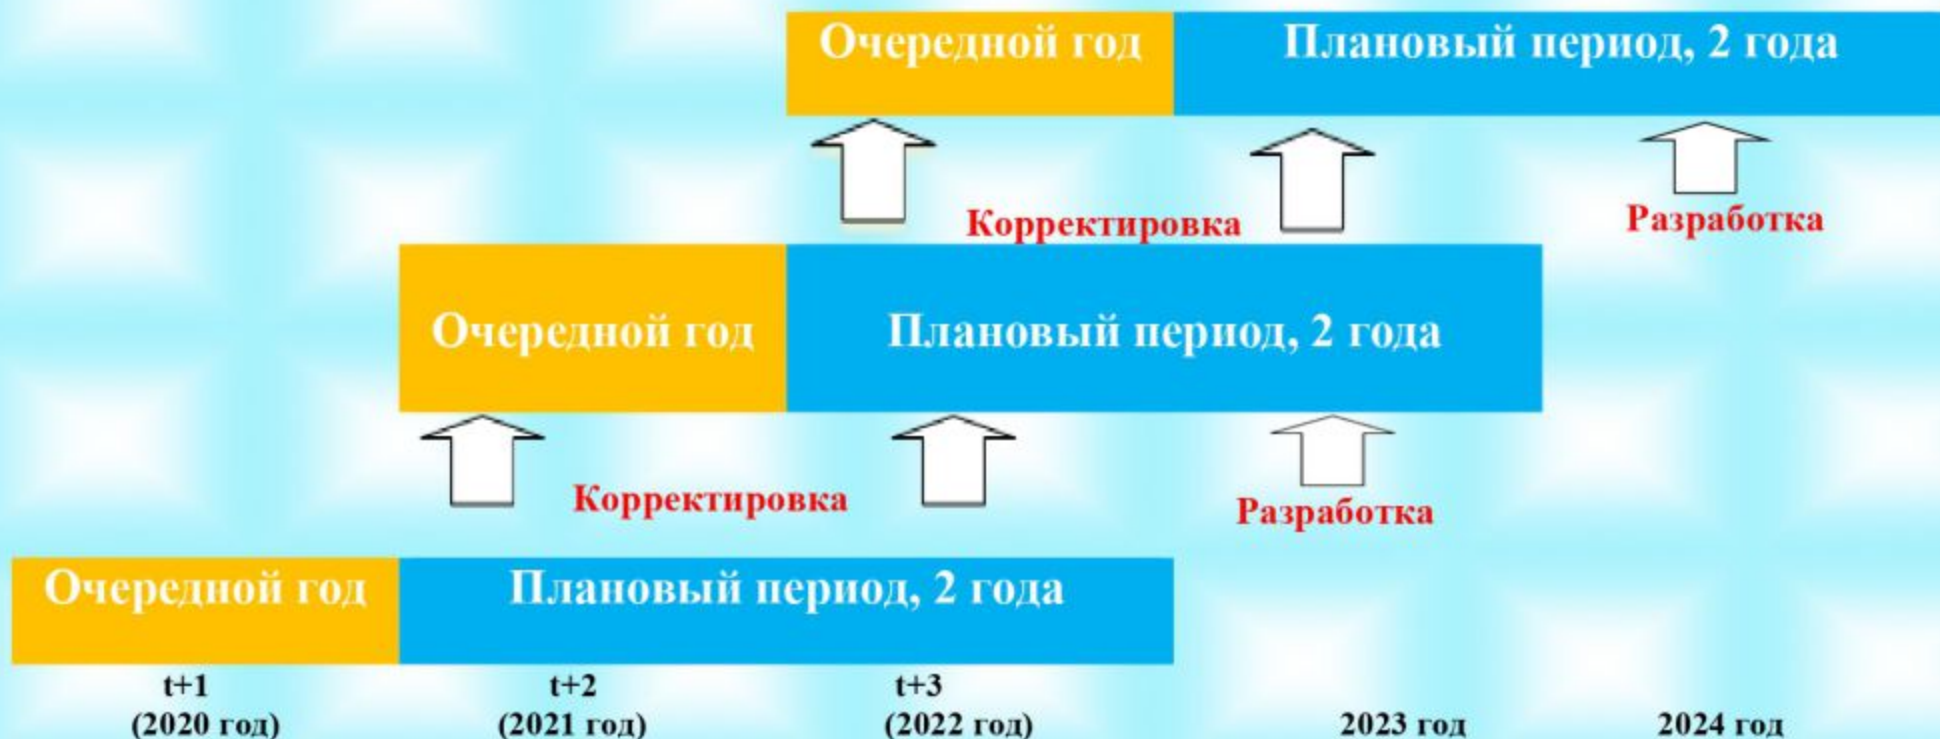 Очередной год
Плановый период, 2 года
Корректировка
Разработка
Очередной год
Плановый период, 2 года
Корректировка
Разработка
Очередной год
Плановый период, 2 года
t+1
t+2
t+3
(2020 год)
(2021 год)
(2022 год)
2023 год
2024 год